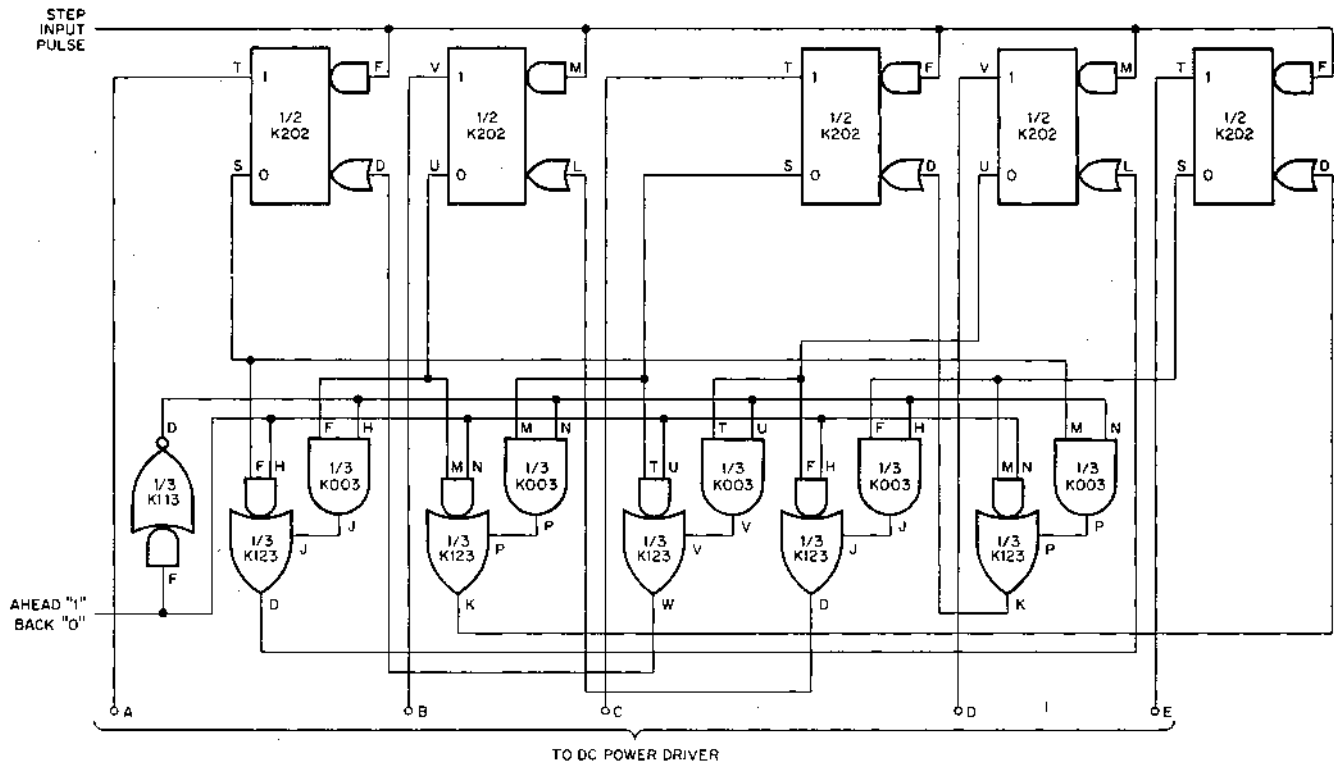 STEP
INPUT
PULSE
T 1 F
V 1 M
T 1 F
V 1 M
T 1 F
1/2
K202
1/2
K202
1/2
K202
1/2
K202
1/2
K202
S 0 D
U 0 L
S 0 D
U 0 L
S 0 D
D
F H
M N
T U
F H
M N
1/3
K113
F H
1/3
K003
M N
1/3
K003
T U
1/3
K003
F H
1/3
K003
M N
1/3
K003
1/3
K123
J
1/3
K123
P
1/3
K123
V
1/3
K123
J
1/3
K123
P
J
P
V
J
P
F
AHEAD "1"
BACK "0"
D
K
W
D
K
A
B
C
D
E
TO DC POWER DRIVER